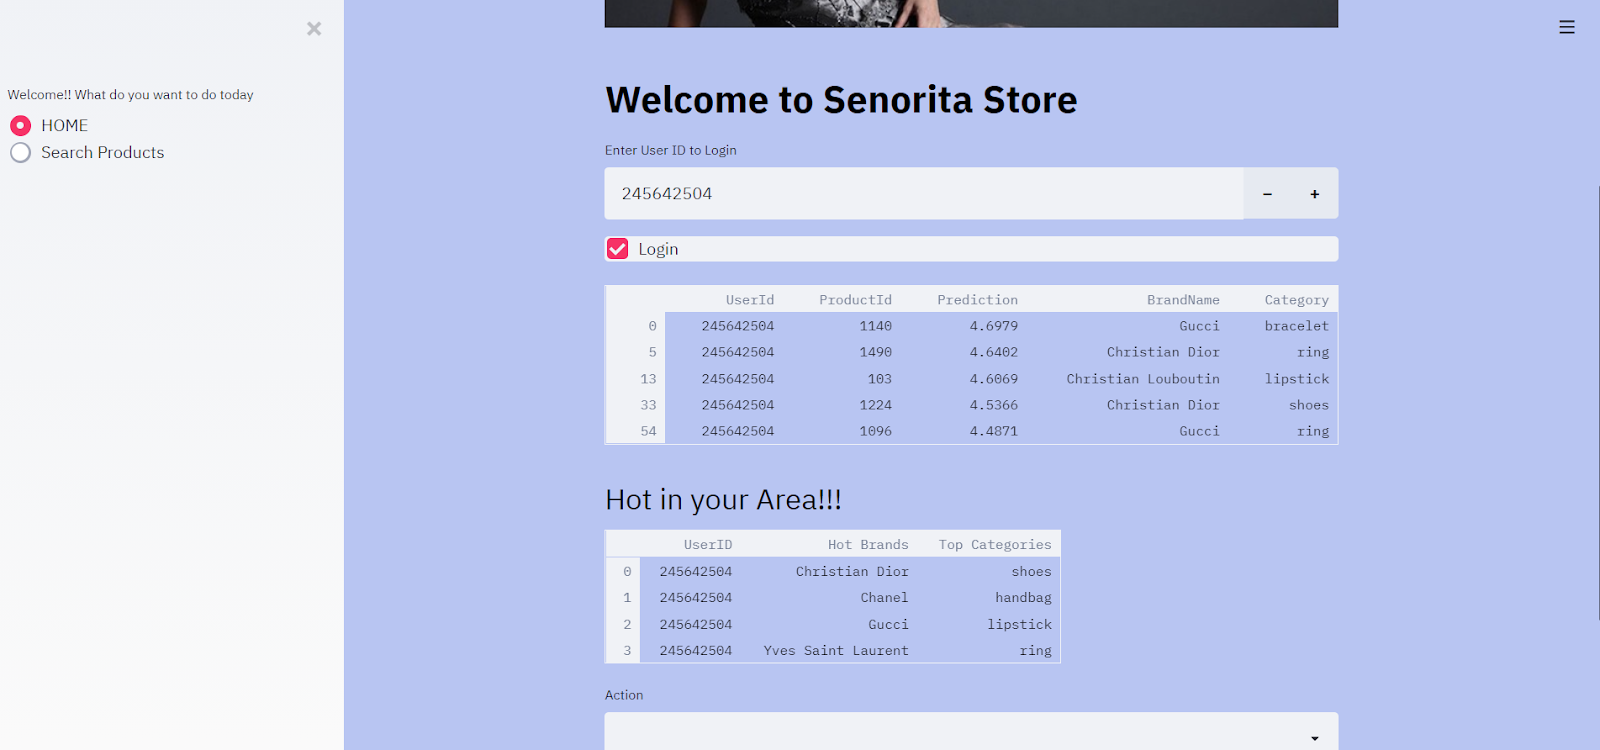 Welcome!! What do you want to do today
HOME
Search Products
Welcome to Senorita Store
Enter User ID to Login
245642504 − +
Login
UserId ProductId Prediction BrandName Category
0 245642504 1140 4.6979 Gucci bracelet
5 245642504 1490 4.6402 Christian Dior ring
13 245642504 103 4.6069 Christian Louboutin lipstick
33 245642504 1224 4.5366 Christian Dior shoes
54 245642504 1096 4.4871 Gucci ring
Hot in your Area!!!
UserID Hot Brands Top Categories
0 245642504 Christian Dior shoes
1 245642504 Chanel handbag
2 245642504 Gucci lipstick
3 245642504 Yves Saint Laurent ring
Action